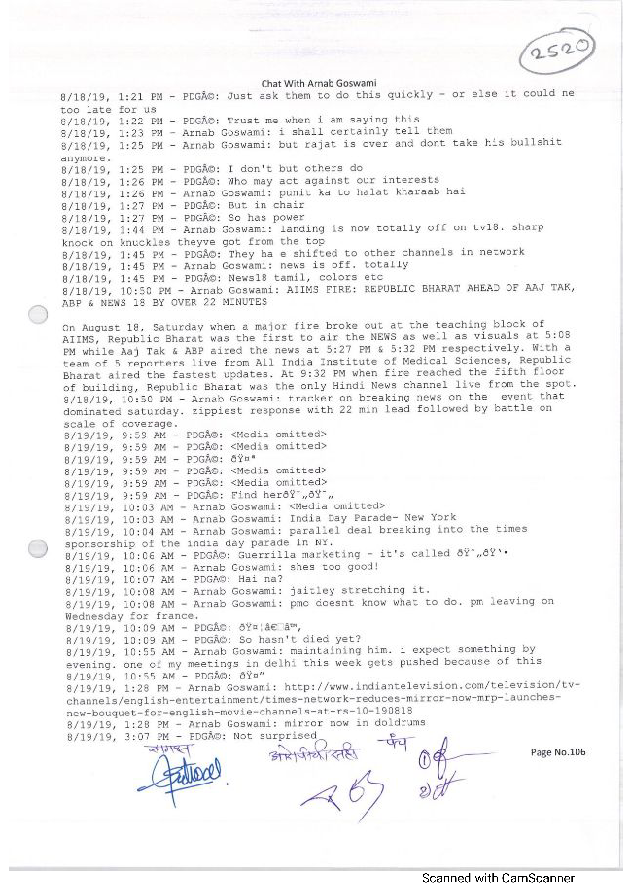 2520
Chat With Arnab Goswami
8/18/19, 1:21 PM - PDGÂ©: Just ask them to do this quickly - or else it could ne
too late for us
8/18/19, 1:22 PM - PDGÂ©: Trust me when i am saying this
8/18/19, 1:23 PM - Arnab Goswami: i shall certainly tell them
8/18/19, 1:25 PM - Arnab Goswami: but rajat is over and dont take his bullshit
anymore.
8/18/19, 1:25 PM - PDGÂ©: I don't but others do
8/18/19, 1:26 PM - PDGÂ©: Who may act against our interests
8/18/19, 1:26 PM - Arnab Goswami: punit ka to halat kharaab hai
8/18/19, 1:27 PM - PDGÂ©: But in chair
8/18/19, 1:27 PM - PDGÂ©: So has power
8/18/19, 1:44 PM - Arnab Goswami: landing is now totally off on tv18. sharp
knock on knuckles theyve got from the top
8/18/19, 1:45 PM - PDGÂ©: They ha e shifted to other channels in network
8/18/19, 1:45 PM - Arnab Goswami: news is off. totally
8/18/19, 1:45 PM - PDGÂ©: News18 tamil, colors etc
8/18/19, 10:50 PM - Arnab Goswami: AIIMS FIRE: REPUBLIC BHARAT AHEAD OF AAJ TAK,
ABP & NEWS 18 BY OVER 22 MINUTES
On August 18, Saturday when a major fire broke out at the teaching block of
AIIMS, Republic Bharat was the first to air the NEWS as well as visuals at 5:08
PM while Aaj Tak & ABP aired the news at 5:27 PM & 5:32 PM respectively. With a
team of 5 reporters live from All India Institute of Medical Sciences, Republic
Bharat aired the fastest updates. At 9:32 PM when fire reached the fifth floor
of building, Republic Bharat was the only Hindi News channel live from the spot.
8/18/19, 10:50 PM - Arnab Goswami: tracker on breaking news on the event that
dominated saturday. zippiest response with 22 min lead followed by battle on
scale of coverage.
8/19/19, 9:59 AM - PDGÂ©: <Media omitted>
8/19/19, 9:59 AM - PDGÂ©: <Media omitted>
8/19/19, 9:59 AM - PDGÂ©: ðŸ¤ª
8/19/19, 9:59 AM - PDGÂ©: <Media omitted>
8/19/19, 9:59 AM - PDGÂ©: <Media omitted>
8/19/19, 9:59 AM - PDGÂ©: Find herðŸ˜„ðŸ˜„
8/19/19, 10:03 AM - Arnab Goswami: <Media omitted>
8/19/19, 10:03 AM - Arnab Goswami: India Day Parade- New York
8/19/19, 10:04 AM - Arnab Goswami: parallel deal breaking into the times
sponsorship of the india day parade in NY.
8/19/19, 10:06 AM - PDGÂ©: Guerrilla marketing - it's called ðŸ˜„ðŸ‘
8/19/19, 10:06 AM - Arnab Goswami: shes too good!
8/19/19, 10:07 AM - PDGÂ©: Hai na?
8/19/19, 10:08 AM - Arnab Goswami: jaitley stretching it.
8/19/19, 10:08 AM - Arnab Goswami: pmo doesnt know what to do. pm leaving on
Wednesday for france.
8/19/19, 10:09 AM - PDGÂ©:
8/19/19, 10:09 AM - PDGÂ©: So hasn't died yet?
8/19/19, 10:55 AM - Arnab Goswami: maintaining him. i expect something by
evening. one of my meetings in delhi this week gets pushed because of this
8/19/19, 10:55 AM - PDGÂ©:
8/19/19, 1:28 PM - Arnab Goswami: http://www.indiantelevision.com/television/tv-
channels/english-entertainment/times-network-reduces-mirror-now-mrp-launches-
new-bouquet-for-english-movie-channels-at-rs-10-190818
8/19/19, 1:28 PM - Arnab Goswami: mirror now in doldrums
8/19/19, 3:07 PM - PDGÂ©: Not surprised
आरोपीची सही
पंच
Page No.106
Scanned with CamScanner